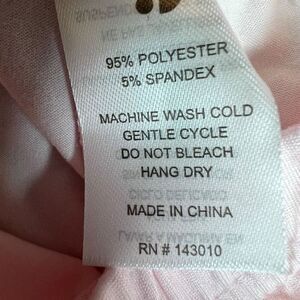 95% POLYESTER
5% SPANDEX
MACHINE WASH COLD
GENTLE CYCLE
DO NOT BLEACH
HANG DRY
MADE IN CHINA
RN # 143010